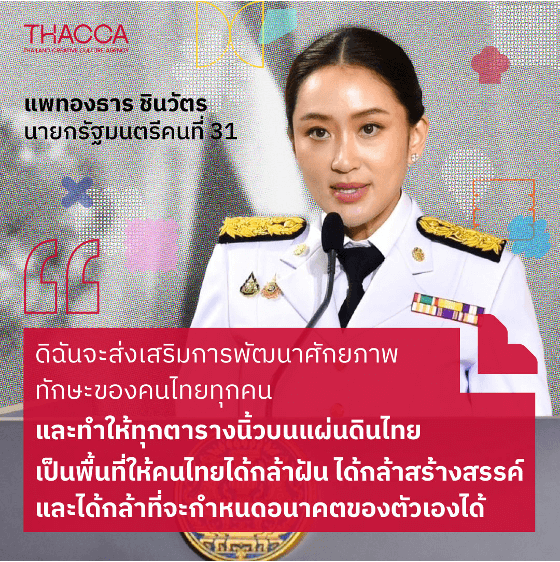 THACCA
THAILAND CREATIVE CULTURE AGENCY
แพทองธาร ชินวัตร
นายกรัฐมนตรีคนที่ 31
ดิฉันจะส่งเสริมการพัฒนาศักยภาพ
ทักษะของคนไทยทุกคน
และทำให้ทุกตารางนิ้วบนแผ่นดินไทย
เป็นพื้นที่ให้คนไทยได้กล้าฝัน ได้กล้าสร้างสรรค์
และได้กล้าที่จะกำหนดอนาคตของตัวเองได้